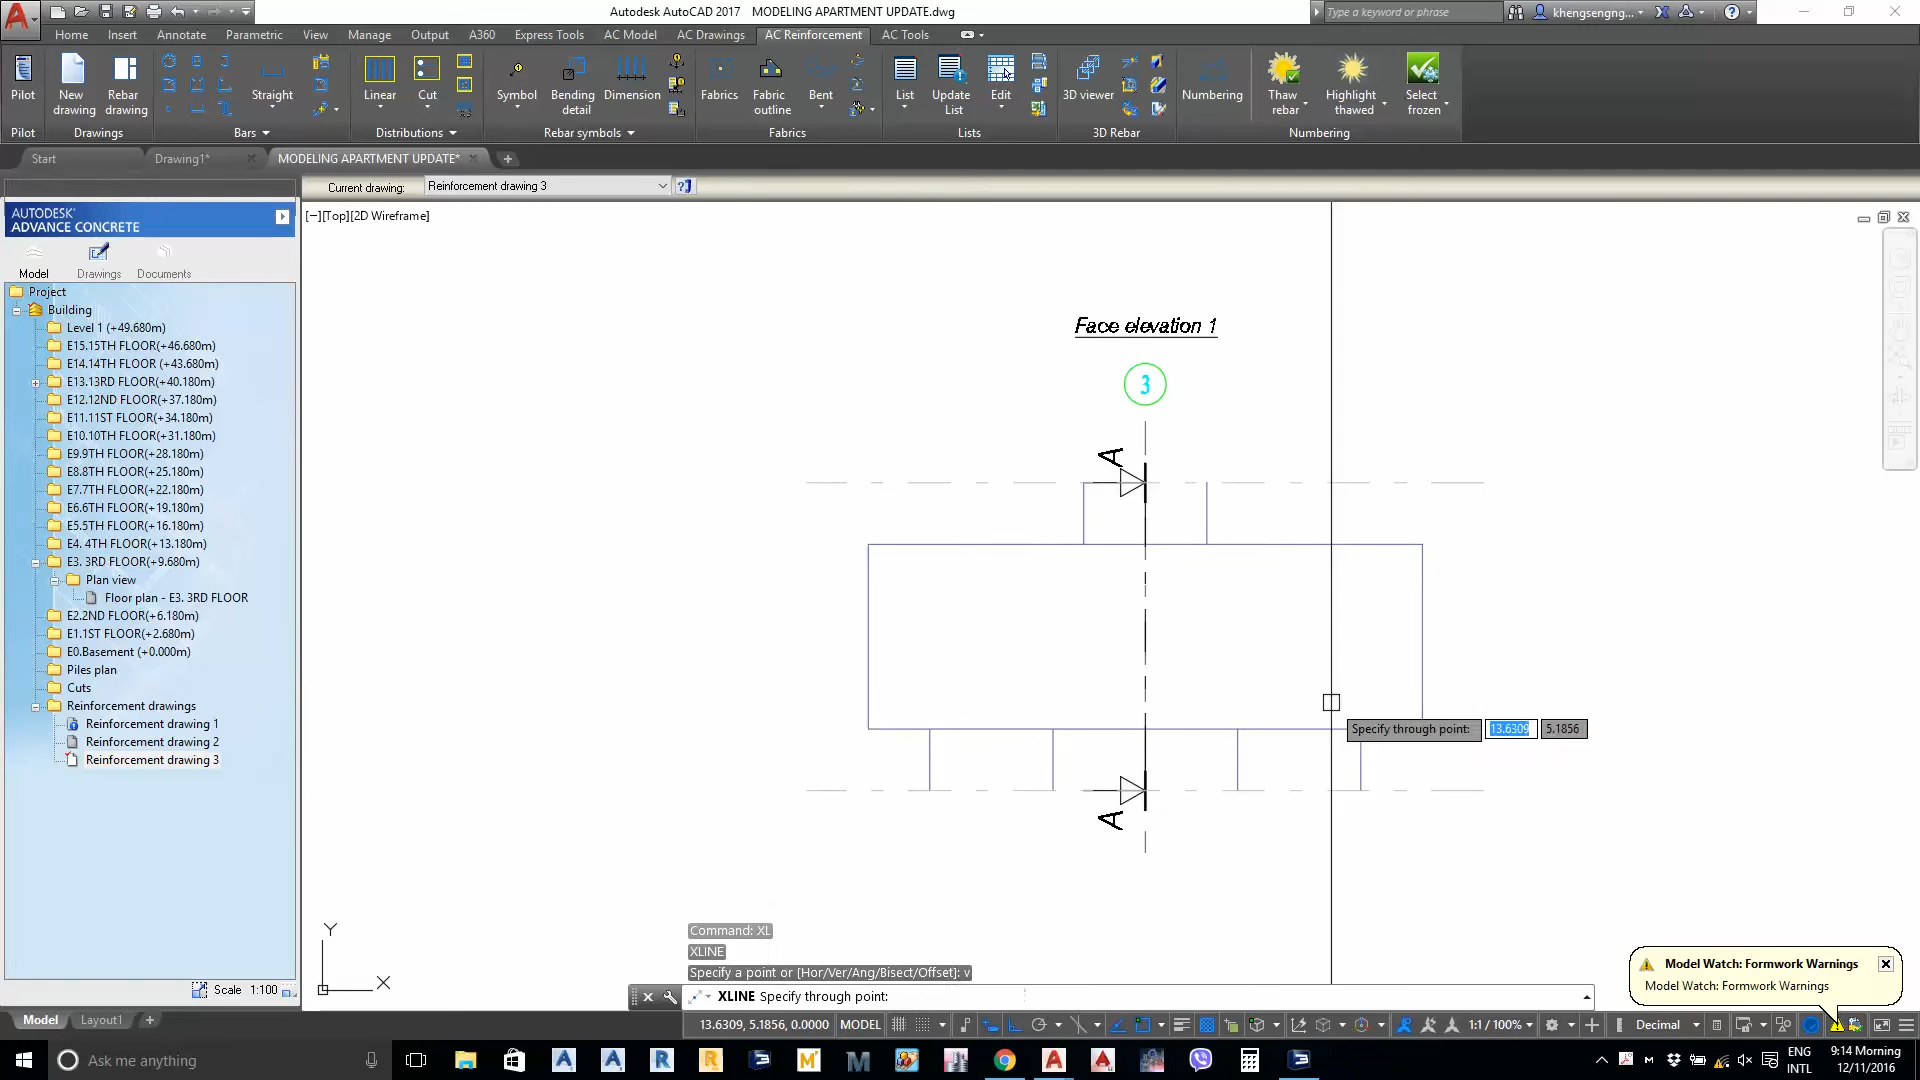 Autodesk AutoCAD 2017 MODELING APARTMENT UPDATE.dwg
Type a keyword or phrase
khengsengng...
Home Insert Annotate Parametric View Manage Output A360 Express Tools AC Model AC Drawings AC Reinforcement AC Tools
Pilot New drawing Rebar drawing Straight Linear Cut Symbol Bending detail Dimension Fabrics Fabric outline Bent List Update List Edit 3D viewer Numbering Thaw rebar Highlight thawed Select frozen
Pilot Drawings Bars Distributions Rebar symbols Fabrics Lists 3D Rebar Numbering
Start Drawing1* MODELING APARTMENT UPDATE*
Current drawing: Reinforcement drawing 3
[−][Top][2D Wireframe]
AUTODESK®
ADVANCE CONCRETE
Model Drawings Documents
Project
Building
Level 1 (+49.680m)
E15.15TH FLOOR(+46.680m)
E14.14TH FLOOR (+43.680m)
E13.13RD FLOOR(+40.180m)
E12.12ND FLOOR(+37.180m)
E11.11ST FLOOR(+34.180m)
E10.10TH FLOOR(+31.180m)
E9.9TH FLOOR(+28.180m)
E8.8TH FLOOR(+25.180m)
E7.7TH FLOOR(+22.180m)
E6.6TH FLOOR(+19.180m)
E5.5TH FLOOR(+16.180m)
E4. 4TH FLOOR(+13.180m)
E3. 3RD FLOOR(+9.680m)
Plan view
Floor plan - E3. 3RD FLOOR
E2.2ND FLOOR(+6.180m)
E1.1ST FLOOR(+2.680m)
E0.Basement (+0.000m)
Piles plan
Cuts
Reinforcement drawings
Reinforcement drawing 1
Reinforcement drawing 2
Reinforcement drawing 3
Scale 1:100
Face elevation 1
3
A
Specify through point: 13.6309 5.1856
A
Y
X
Command: XL
XLINE
Specify a point or [Hor/Ver/Ang/Bisect/Offset]: v
XLINE Specify through point:
Model Watch: Formwork Warnings
Model Watch: Formwork Warnings
Model Layout1
13.6309, 5.1856, 0.0000 MODEL 1:1 / 100% Decimal
Ask me anything
ENG
INTL
9:14 Morning
12/11/2016